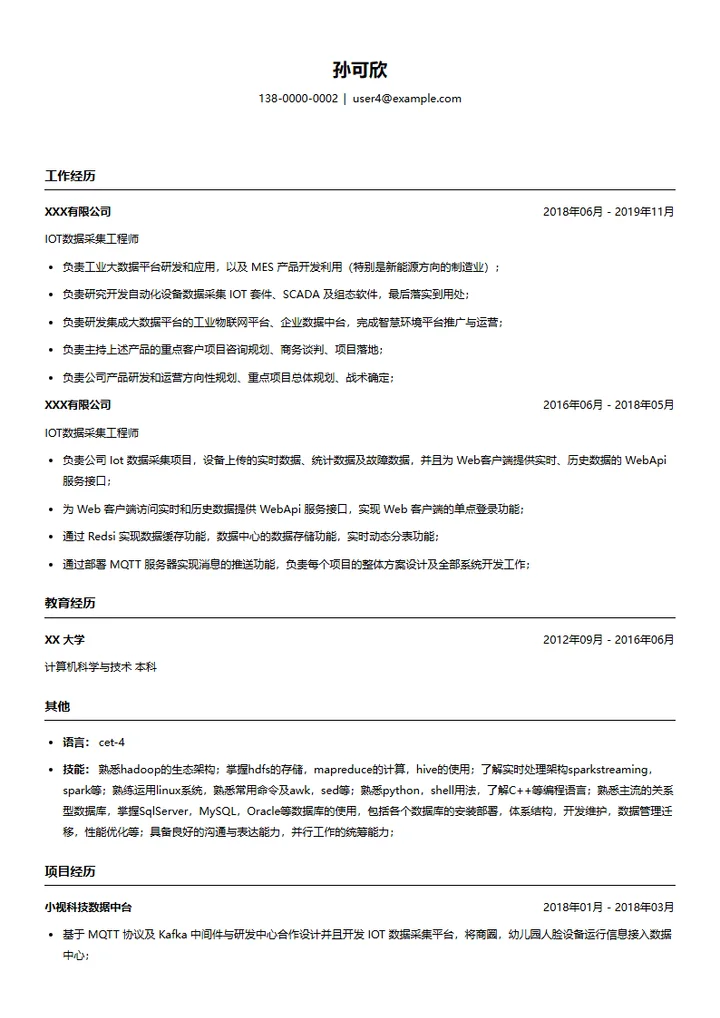 孙可欣
138-0000-0002 | user4@example.com
工作经历
XXX有限公司 2018年06月 - 2019年11月
IOT数据采集工程师
• 负责工业大数据平台研发和应用，以及 MES 产品开发利用（特别是新能源方向的制造业）;
• 负责研究开发自动化设备数据采集 IOT 套件、SCADA 及组态软件，最后落实到用处;
• 负责研发集成大数据平台的工业物联网平台、企业数据中台，完成智慧环境平台推广与运营;
• 负责主持上述产品的重点客户项目咨询规划、商务谈判、项目落地;
• 负责公司产品研发和运营方向性规划、重点项目总体规划、战术确定;
XXX有限公司 2016年06月 - 2018年05月
IOT数据采集工程师
• 负责公司 Iot 数据采集项目，设备上传的实时数据、统计数据及故障数据，并且为 Web客户端提供实时、历史数据的 WebApi
服务接口;
• 为 Web 客户端访问实时和历史数据提供 WebApi 服务接口，实现 Web 客户端的单点登录功能;
• 通过 Redsi 实现数据缓存功能，数据中心的数据存储功能，实时动态分表功能;
• 通过部署 MQTT 服务器实现消息的推送功能，负责每个项目的整体方案设计及全部系统开发工作;
教育经历
XX 大学 2012年09月 - 2016年06月
计算机科学与技术 本科
其他
• 语言： cet-4
• 技能： 熟悉hadoop的生态架构；掌握hdfs的存储，mapreduce的计算，hive的使用；了解实时处理架构sparkstreaming，
spark等；熟练运用linux系统，熟悉常用命令及awk，sed等；熟悉python，shell用法，了解C++等编程语言；熟悉主流的关系
型数据库，掌握SqlServer，MySQL，Oracle等数据库的使用，包括各个数据库的安装部署，体系结构，开发维护，数据管理迁
移，性能优化等；具备良好的沟通与表达能力，并行工作的统筹能力;
项目经历
小视科技数据中台 2018年01月 - 2018年03月
• 基于 MQTT 协议及 Kafka 中间件与研发中心合作设计并且开发 IOT 数据采集平台，将商圈，幼儿园人脸设备运行信息接入数据
中心;